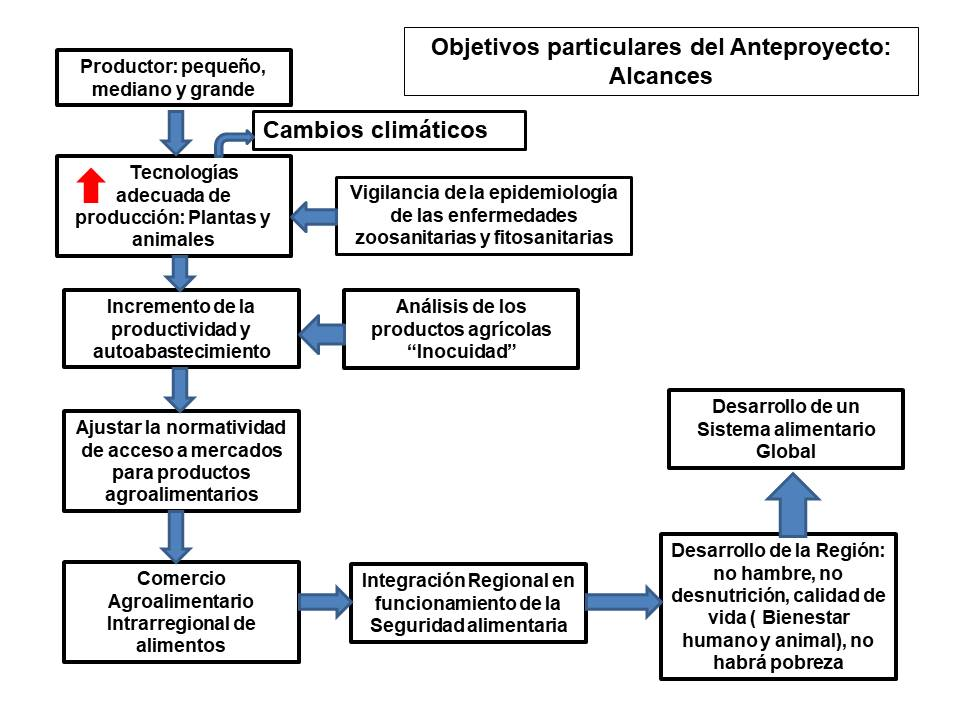 Objetivos particulares del Anteproyecto:
Alcances
Productor: pequeño,
mediano y grande
Cambios climáticos
Tecnologías
adecuada de
producción: Plantas y
animales
Vigilancia de la epidemiología
de las enfermedades
zoosanitarias y fitosanitarias
Incremento de la
productividad y
autoabastecimiento
Análisis de los
productos agrícolas
“Inocuidad”
Ajustar la normatividad
de acceso a mercados
para productos
agroalimentarios
Comercio
Agroalimentario
Intrarregional de
alimentos
Integración Regional en
funcionamiento de la
Seguridad alimentaria
Desarrollo de la Región:
no hambre, no
desnutrición, calidad de
vida ( Bienestar
humano y animal), no
habrá pobreza
Desarrollo de un
Sistema alimentario
Global